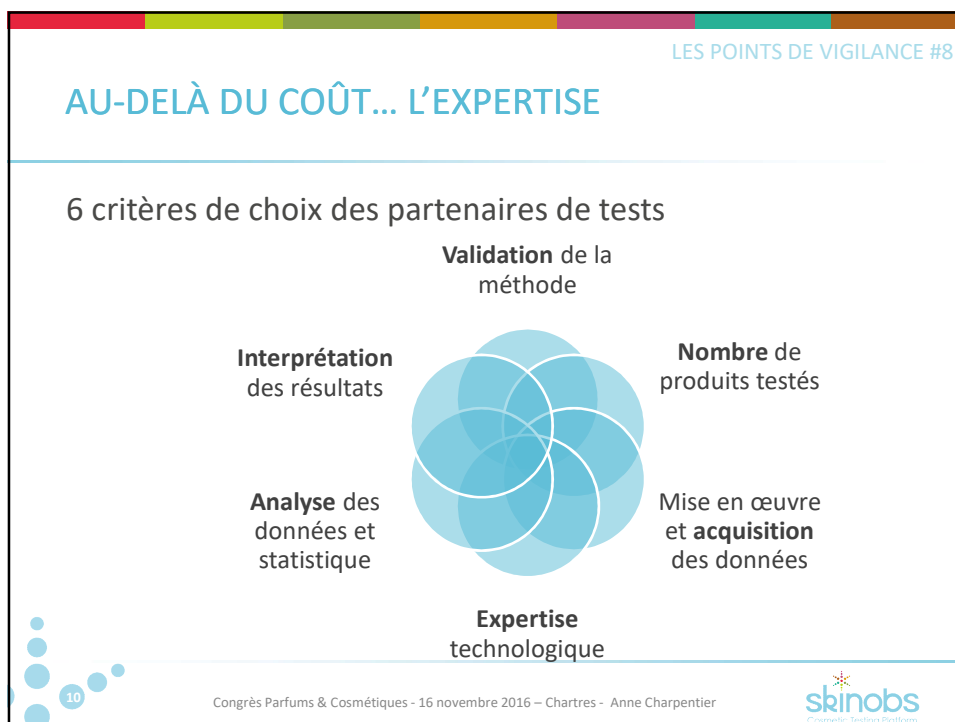 LES POINTS DE VIGILANCE #8
AU-DELÀ DU COÛT... L'EXPERTISE
6 critères de choix des partenaires de tests
Validation de la
méthode
Nombre de
produits testés
Mise en œuvre
et acquisition
des données
Expertise
technologique
Analyse des
données et
statistique
Interprétation
des résultats
10
Congrès Parfums & Cosmétiques - 16 novembre 2016 – Chartres - Anne Charpentier
skinobs
Cosmetic Testing Platform